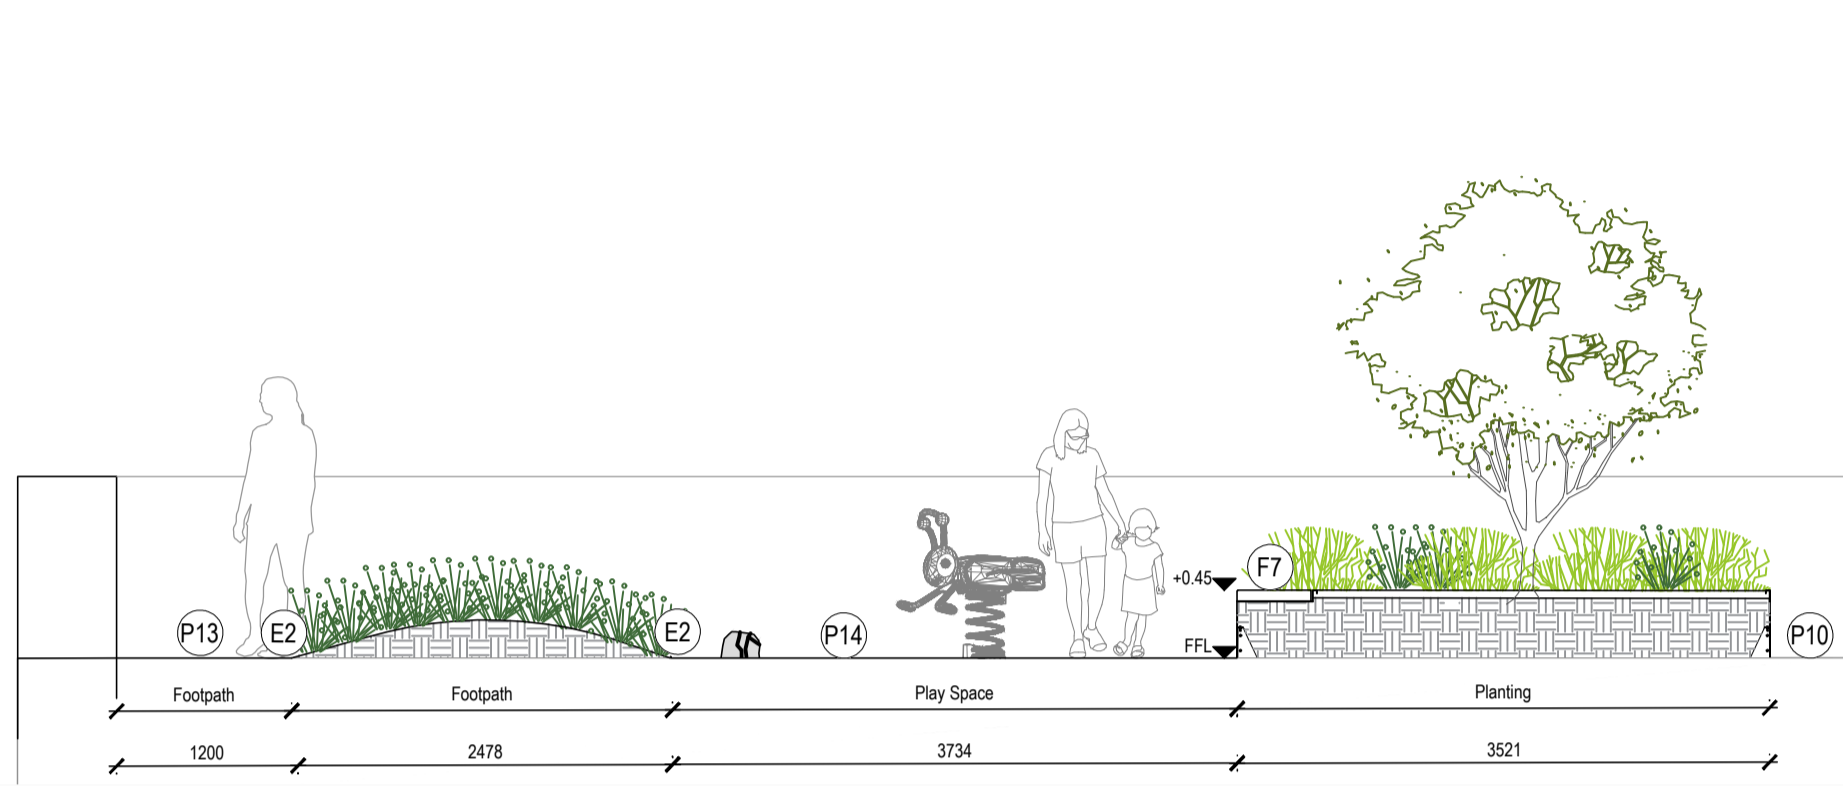 +0.45
F7
P13
E2
E2
P14
FFL
P10
Footpath
Footpath
Play Space
Planting
1200
2478
3734
3521